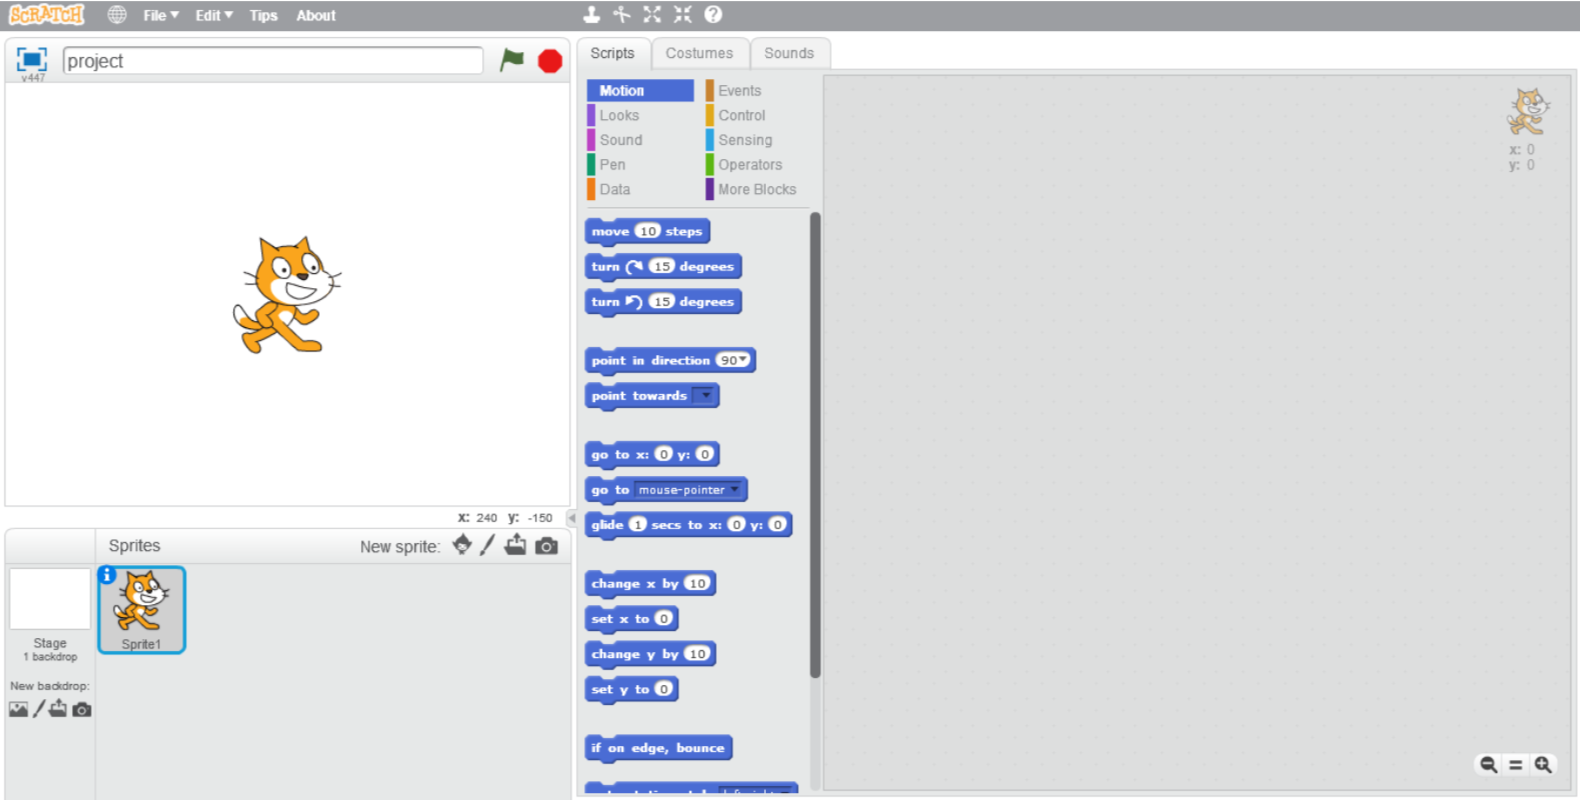 SCRATCH File Edit Tips About
v447 project
x: 240 y: -150
Sprites New sprite:
Stage
1 backdrop
New backdrop:
Sprite1
Scripts Costumes Sounds
Motion Events
Looks Control
Sound Sensing
Pen Operators
Data More Blocks
move 10 steps
turn 15 degrees
turn 15 degrees
point in direction 90
point towards
go to x: 0 y: 0
go to mouse-pointer
glide 1 secs to x: 0 y: 0
change x by 10
set x to 0
change y by 10
set y to 0
if on edge, bounce
x: 0
y: 0